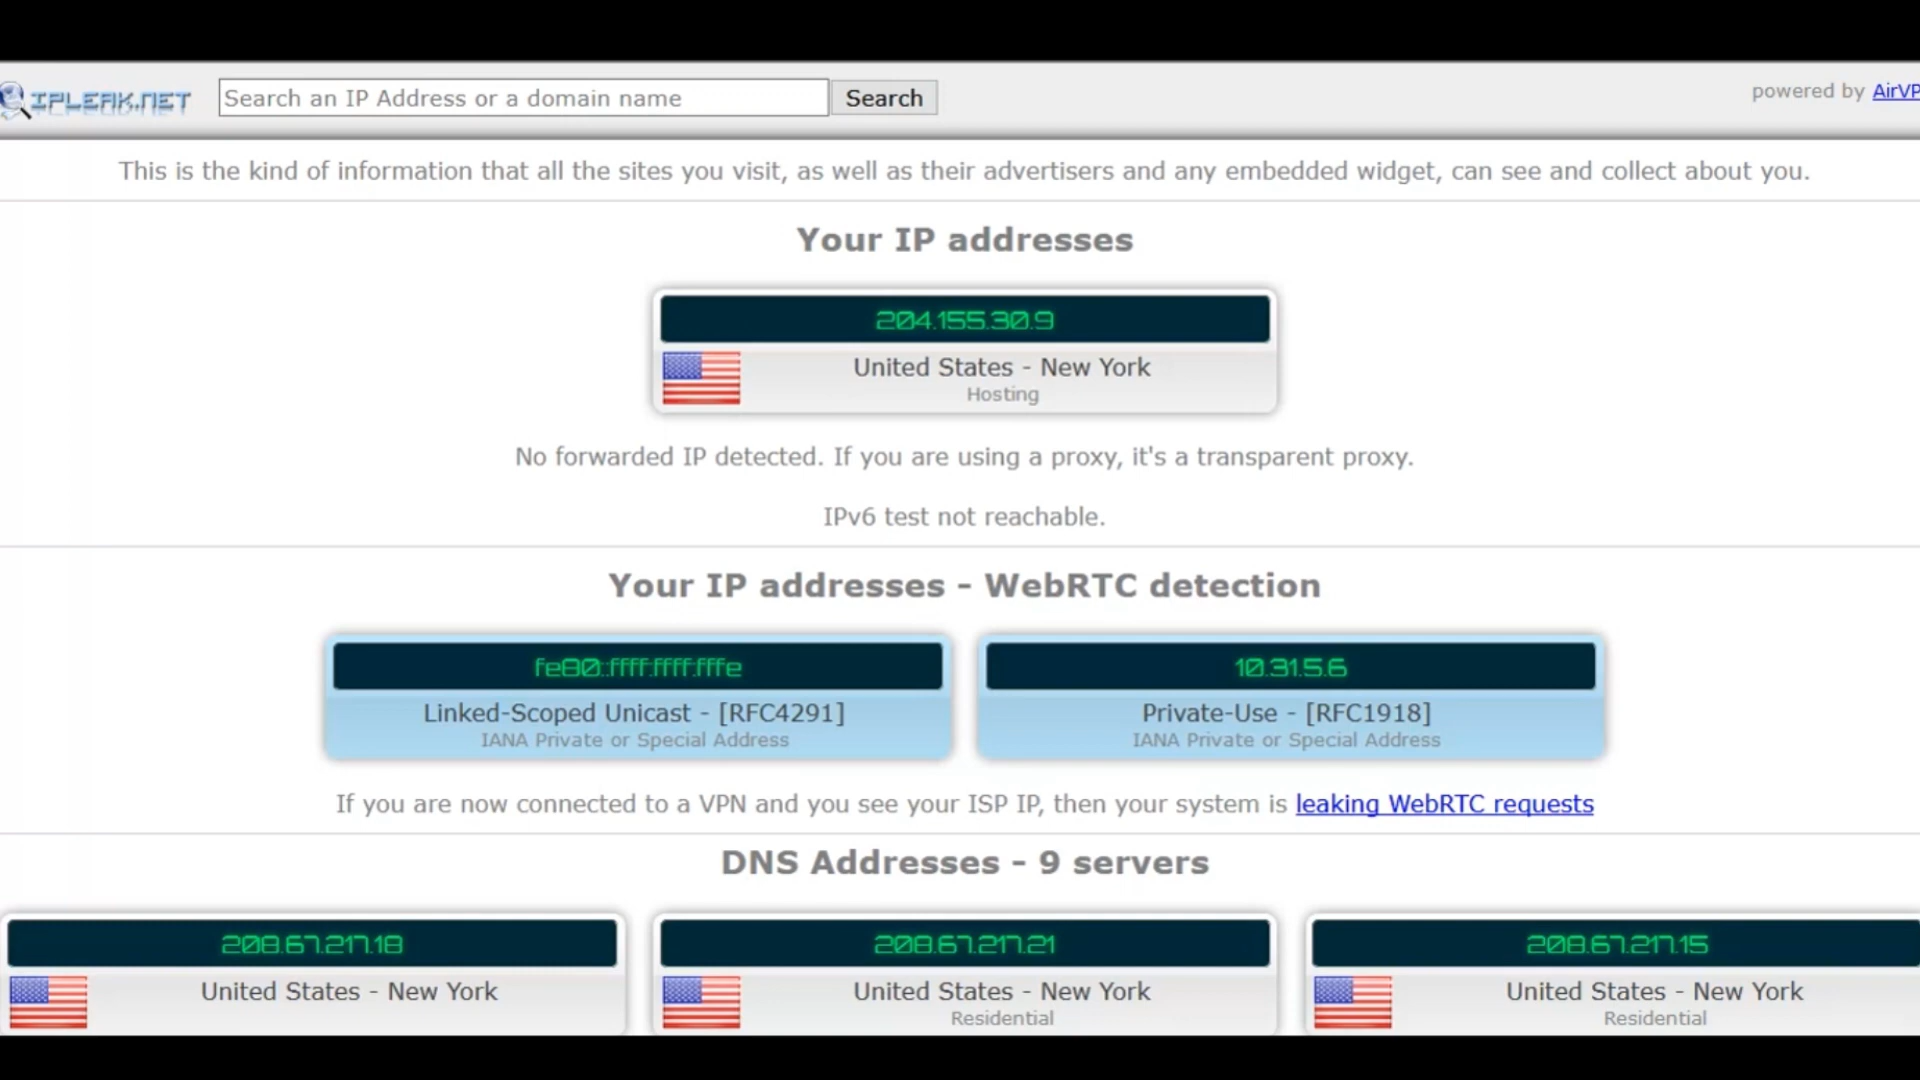 IPLEAK.NET
Search an IP Address or a domain name
Search
powered by AirVP
This is the kind of information that all the sites you visit, as well as their advertisers and any embedded widget, can see and collect about you.
Your IP addresses
204.155.30.9
United States - New York
Hosting
No forwarded IP detected. If you are using a proxy, it's a transparent proxy.
IPv6 test not reachable.
Your IP addresses - WebRTC detection
fe80::ffff:ffff:fffe
Linked-Scoped Unicast - [RFC4291]
IANA Private or Special Address
10.31.5.6
Private-Use - [RFC1918]
IANA Private or Special Address
If you are now connected to a VPN and you see your ISP IP, then your system is leaking WebRTC requests
DNS Addresses - 9 servers
208.67.217.18
United States - New York
208.67.217.21
United States - New York
Residential
208.67.217.15
United States - New York
Residential